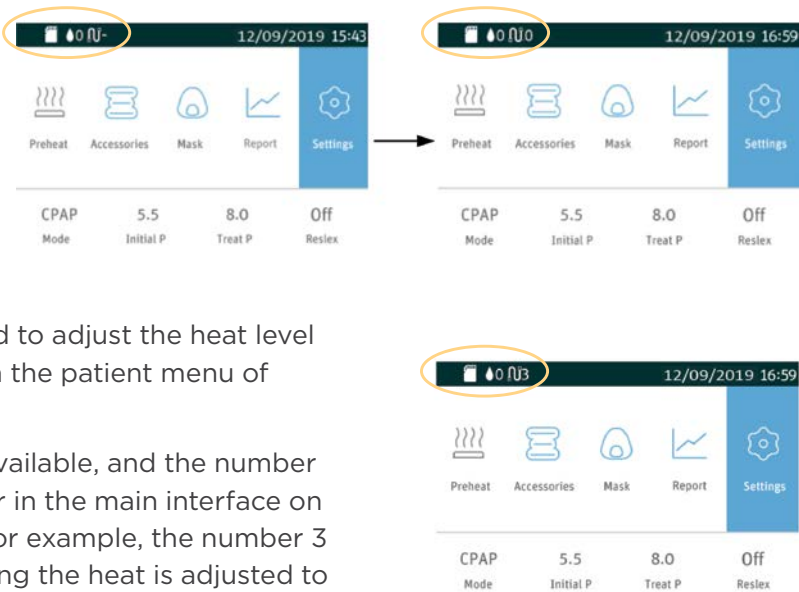 0 - 12/09/2019 15:43
Preheat Accessories Mask Report Settings
CPAP 5.5 8.0 Off
Mode Initial P Treat P Reslex
0 0 12/09/2019 16:59
Preheat Accessories Mask Report Settings
CPAP 5.5 8.0 Off
Mode Initial P Treat P Reslex
to adjust the heat level
the patient menu of
and the number
in the main interface on
example, the number 3
the heat is adjusted to
0 3 12/09/2019 16:59
Preheat Accessories Mask Report Settings
CPAP 5.5 8.0 Off
Mode Initial P Treat P Reslex